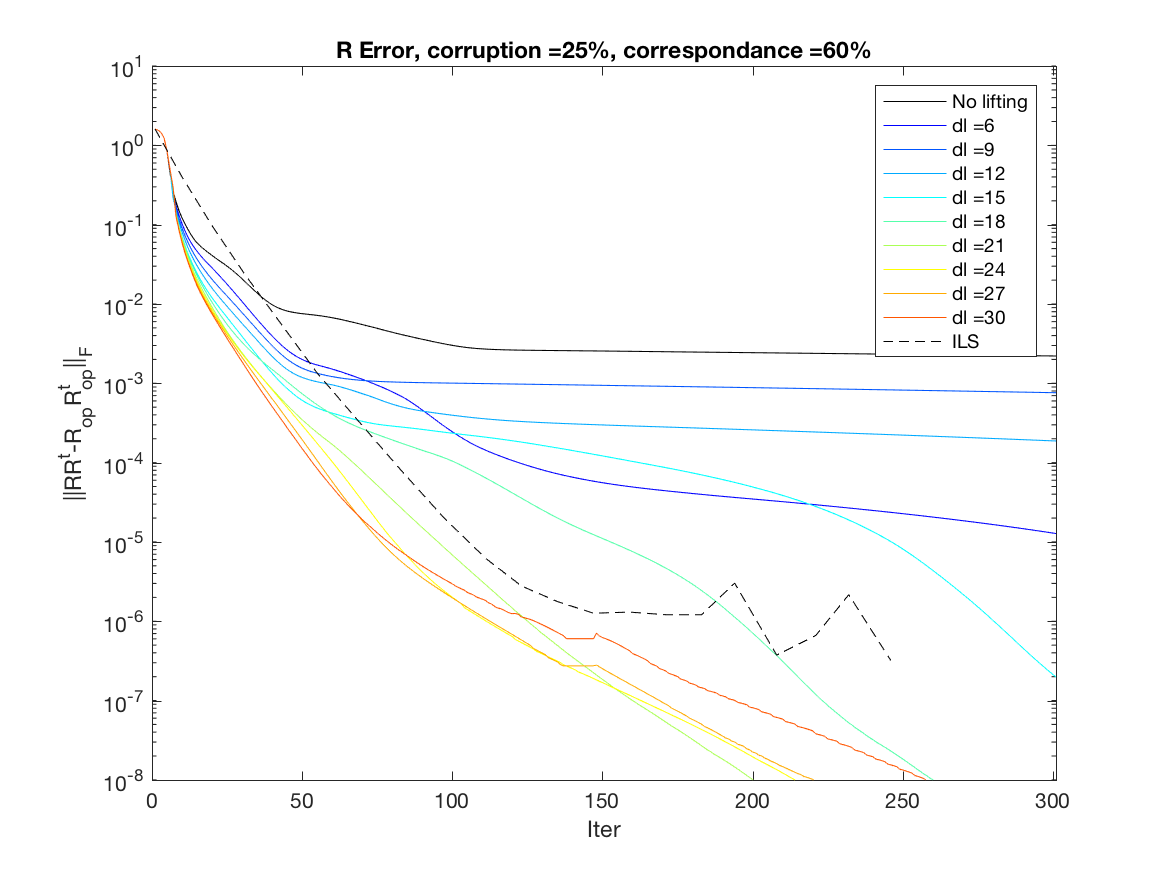 R Error, corruption =25%, correspondance =60%
10^1
10^0
10^-1
10^-2
10^-3
10^-4
10^-5
10^-6
10^-7
10^-8
||RR^t-R_op R_op^t||_F
No lifting
dl =6
dl =9
dl =12
dl =15
dl =18
dl =21
dl =24
dl =27
dl =30
ILS
0 50 100 150 200 250 300
Iter